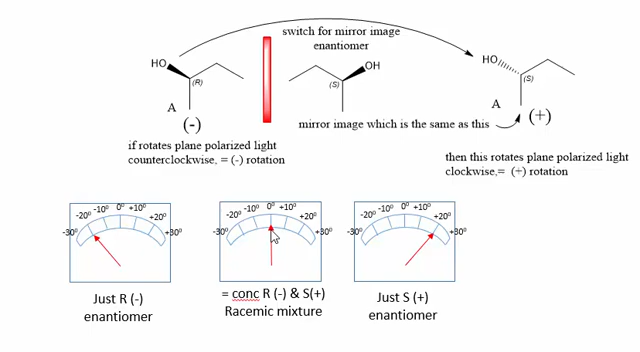 switch for mirror image
enantiomer
HO
(R)
A
(-)
OH
(S)
HO
(S)
A
(+)
mirror image which is the same as this
if rotates plane polarized light
counterclockwise, = (-) rotation
then this rotates plane polarized light
clockwise,= (+) rotation
-30⁰ -20⁰ -10⁰ 0⁰ +10⁰ +20⁰ +30⁰
-30⁰ -20⁰ -10⁰ 0⁰ +10⁰ +20⁰ +30⁰
-30⁰ -20⁰ -10⁰ 0⁰ +10⁰ +20⁰ +30⁰
Just R (-)
enantiomer
= conc R (-) & S(+)
Racemic mixture
Just S (+)
enantiomer